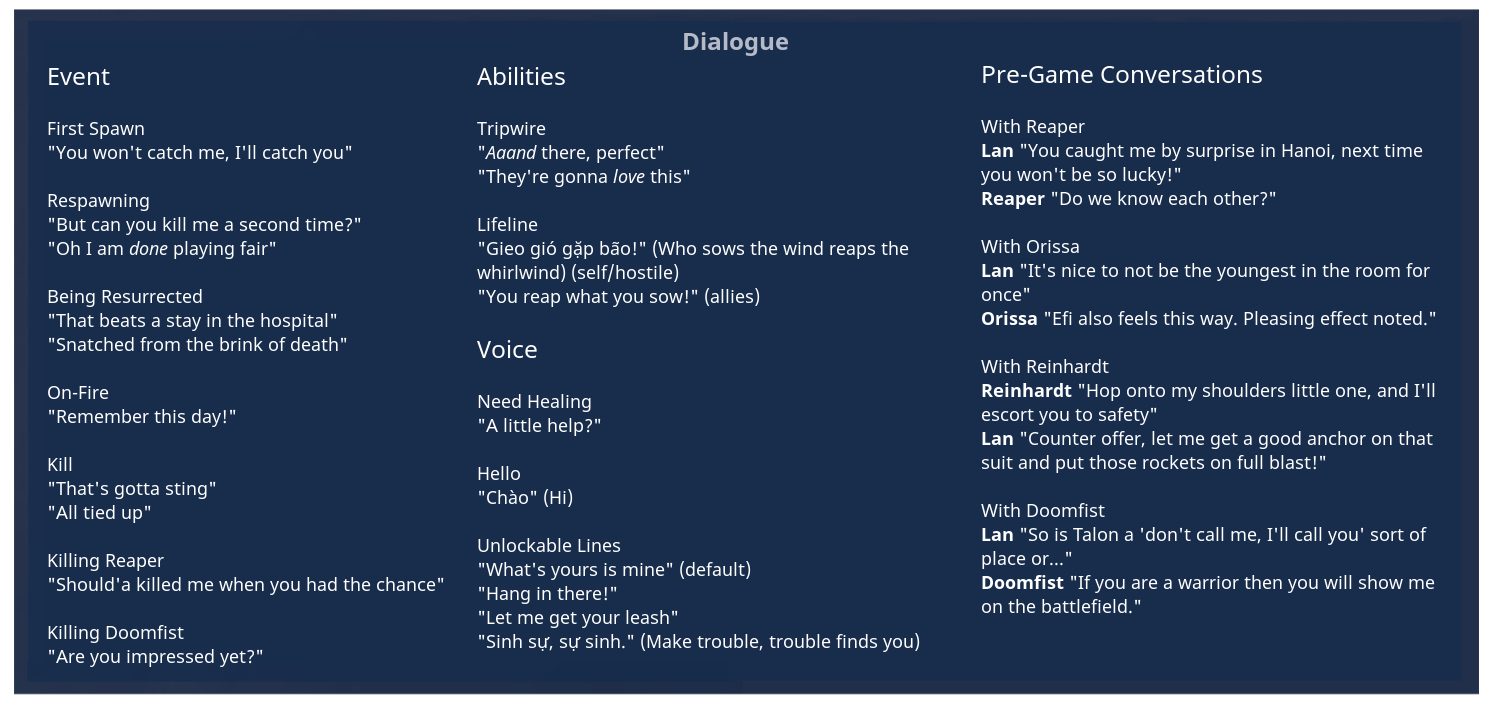 Dialogue
Event
First Spawn
"You won't catch me, I'll catch you"
Respawning
"But can you kill me a second time?"
"Oh I am done playing fair"
Being Resurrected
"That beats a stay in the hospital"
"Snatched from the brink of death"
On-Fire
"Remember this day!"
Kill
"That's gotta sting"
"All tied up"
Killing Reaper
"Should'a killed me when you had the chance"
Killing Doomfist
"Are you impressed yet?"
Abilities
Tripwire
"Aaand there, perfect"
"They're gonna love this"
Lifeline
"Gieo gió gặp bão!" (Who sows the wind reaps the
whirlwind) (self/hostile)
"You reap what you sow!" (allies)
Voice
Need Healing
"A little help?"
Hello
"Chào" (Hi)
Unlockable Lines
"What's yours is mine" (default)
"Hang in there!"
"Let me get your leash"
"Sinh sự, sự sinh." (Make trouble, trouble finds you)
Pre-Game Conversations
With Reaper
Lan "You caught me by surprise in Hanoi, next time
you won't be so lucky!"
Reaper "Do we know each other?"
With Orissa
Lan "It's nice to not be the youngest in the room for
once"
Orissa "Efi also feels this way. Pleasing effect noted."
With Reinhardt
Reinhardt "Hop onto my shoulders little one, and I'll
escort you to safety"
Lan "Counter offer, let me get a good anchor on that
suit and put those rockets on full blast!"
With Doomfist
Lan "So is Talon a 'don't call me, I'll call you' sort of
place or..."
Doomfist "If you are a warrior then you will show me
on the battlefield."